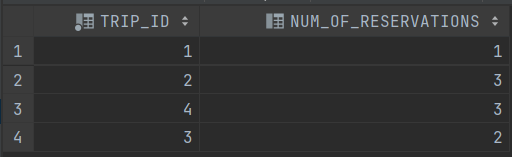 TRIP_ID NUM_OF_RESERVATIONS
1 1 1
2 2 3
3 4 3
4 3 2